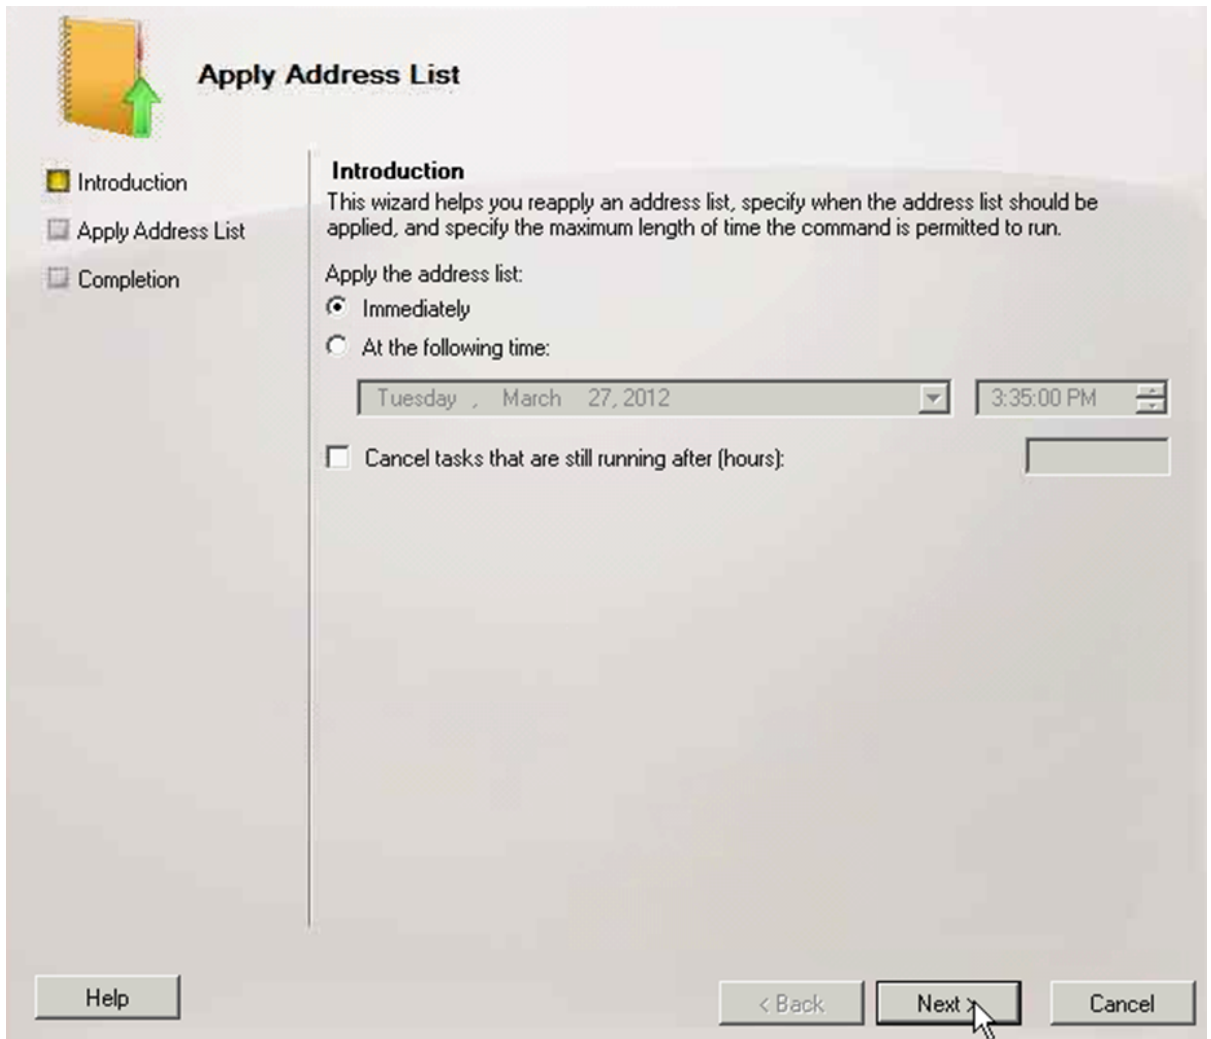 Apply Address List
Introduction
Apply Address List
Completion
Introduction
This wizard helps you reapply an address list, specify when the address list should be
applied, and specify the maximum length of time the command is permitted to run.
Apply the address list:
Immediately
At the following time:
Tuesday , March 27, 2012
3:35:00 PM
Cancel tasks that are still running after (hours):
Help
< Back
Next >
Cancel